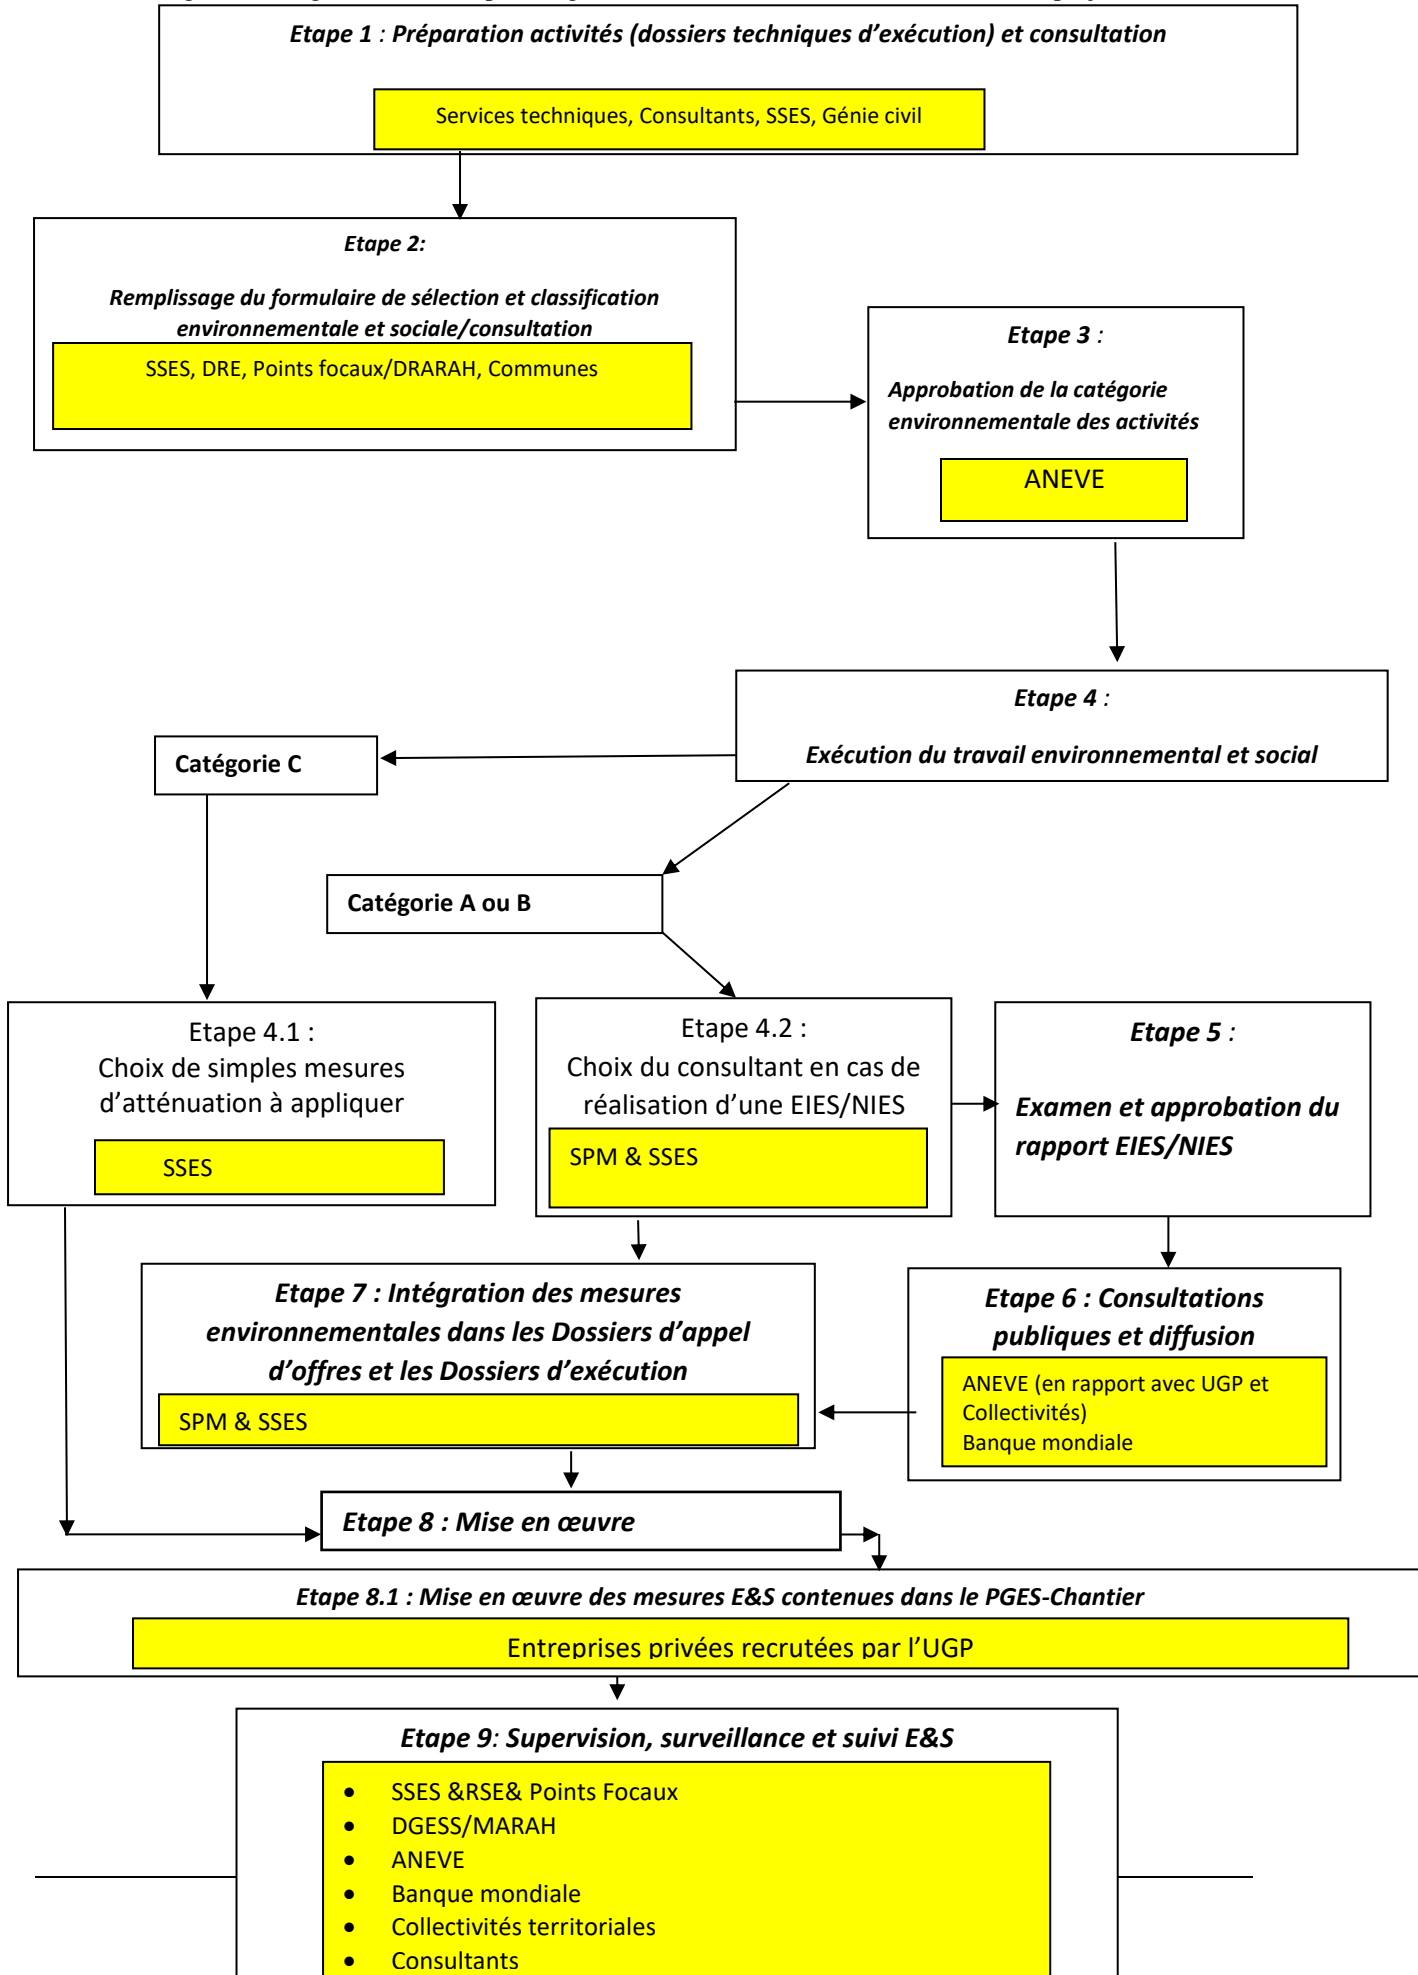 Etape 1 : Préparation activités (dossiers techniques d’exécution) et consultation
Services techniques, Consultants, SSES, Génie civil
Etape 2:
Remplissage du formulaire de sélection et classification
environnementale et sociale/consultation
SSES, DRE, Points focaux/DRARAH, Communes
Etape 3 :
Approbation de la catégorie
environnementale des activités
ANEVE
Etape 4 :
Exécution du travail environnemental et social
Catégorie C
Catégorie A ou B
Etape 4.1 :
Choix de simples mesures
d’atténuation à appliquer
SSES
Etape 4.2 :
Choix du consultant en cas de
réalisation d’une EIES/NIES
SPM & SSES
Etape 5 :
Examen et approbation du
rapport EIES/NIES
Etape 7 : Intégration des mesures
environnementales dans les Dossiers d’appel
d’offres et les Dossiers d’exécution
SPM & SSES
Etape 6 : Consultations
publiques et diffusion
ANEVE (en rapport avec UGP et
Collectivités)
Banque mondiale
Etape 8 : Mise en œuvre
Etape 8.1 : Mise en œuvre des mesures E&S contenues dans le PGES-Chantier
Entreprises privées recrutées par l’UGP
Etape 9: Supervision, surveillance et suivi E&S
• SSES &RSE& Points Focaux
• DGESS/MARAH
• ANEVE
• Banque mondiale
• Collectivités territoriales
• Consultants